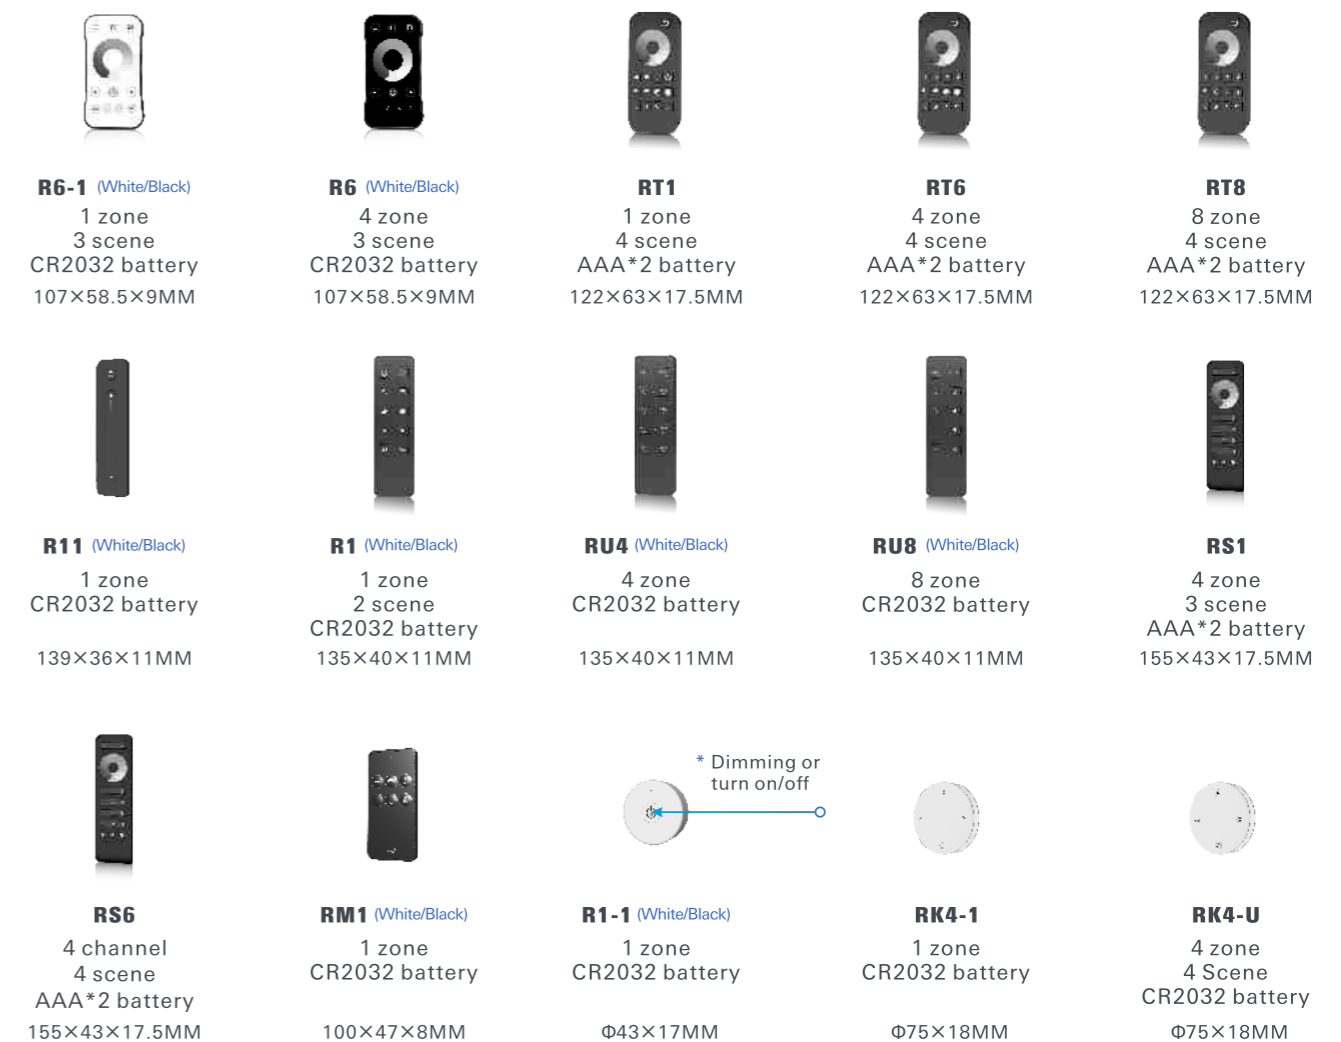 R6-1 (White/Black)
1 zone
3 scene
CR2032 battery
107×58.5×9MM
R6 (White/Black)
4 zone
3 scene
CR2032 battery
107×58.5×9MM
RT1
1 zone
4 scene
AAA*2 battery
122×63×17.5MM
RT6
4 zone
4 scene
AAA*2 battery
122×63×17.5MM
RT8
8 zone
4 scene
AAA*2 battery
122×63×17.5MM
R11 (White/Black)
1 zone
CR2032 battery
139×36×11MM
R1 (White/Black)
1 zone
2 scene
CR2032 battery
135×40×11MM
RU4 (White/Black)
4 zone
CR2032 battery
135×40×11MM
RU8 (White/Black)
8 zone
CR2032 battery
135×40×11MM
RS1
4 zone
3 scene
AAA*2 battery
155×43×17.5MM
RS6
4 channel
4 scene
AAA*2 battery
155×43×17.5MM
RM1 (White/Black)
1 zone
CR2032 battery
100×47×8MM
* Dimming or
turn on/off
R1-1 (White/Black)
1 zone
CR2032 battery
Φ43×17MM
RK4-1
1 zone
CR2032 battery
Φ75×18MM
RK4-U
4 zone
4 Scene
CR2032 battery
Φ75×18MM